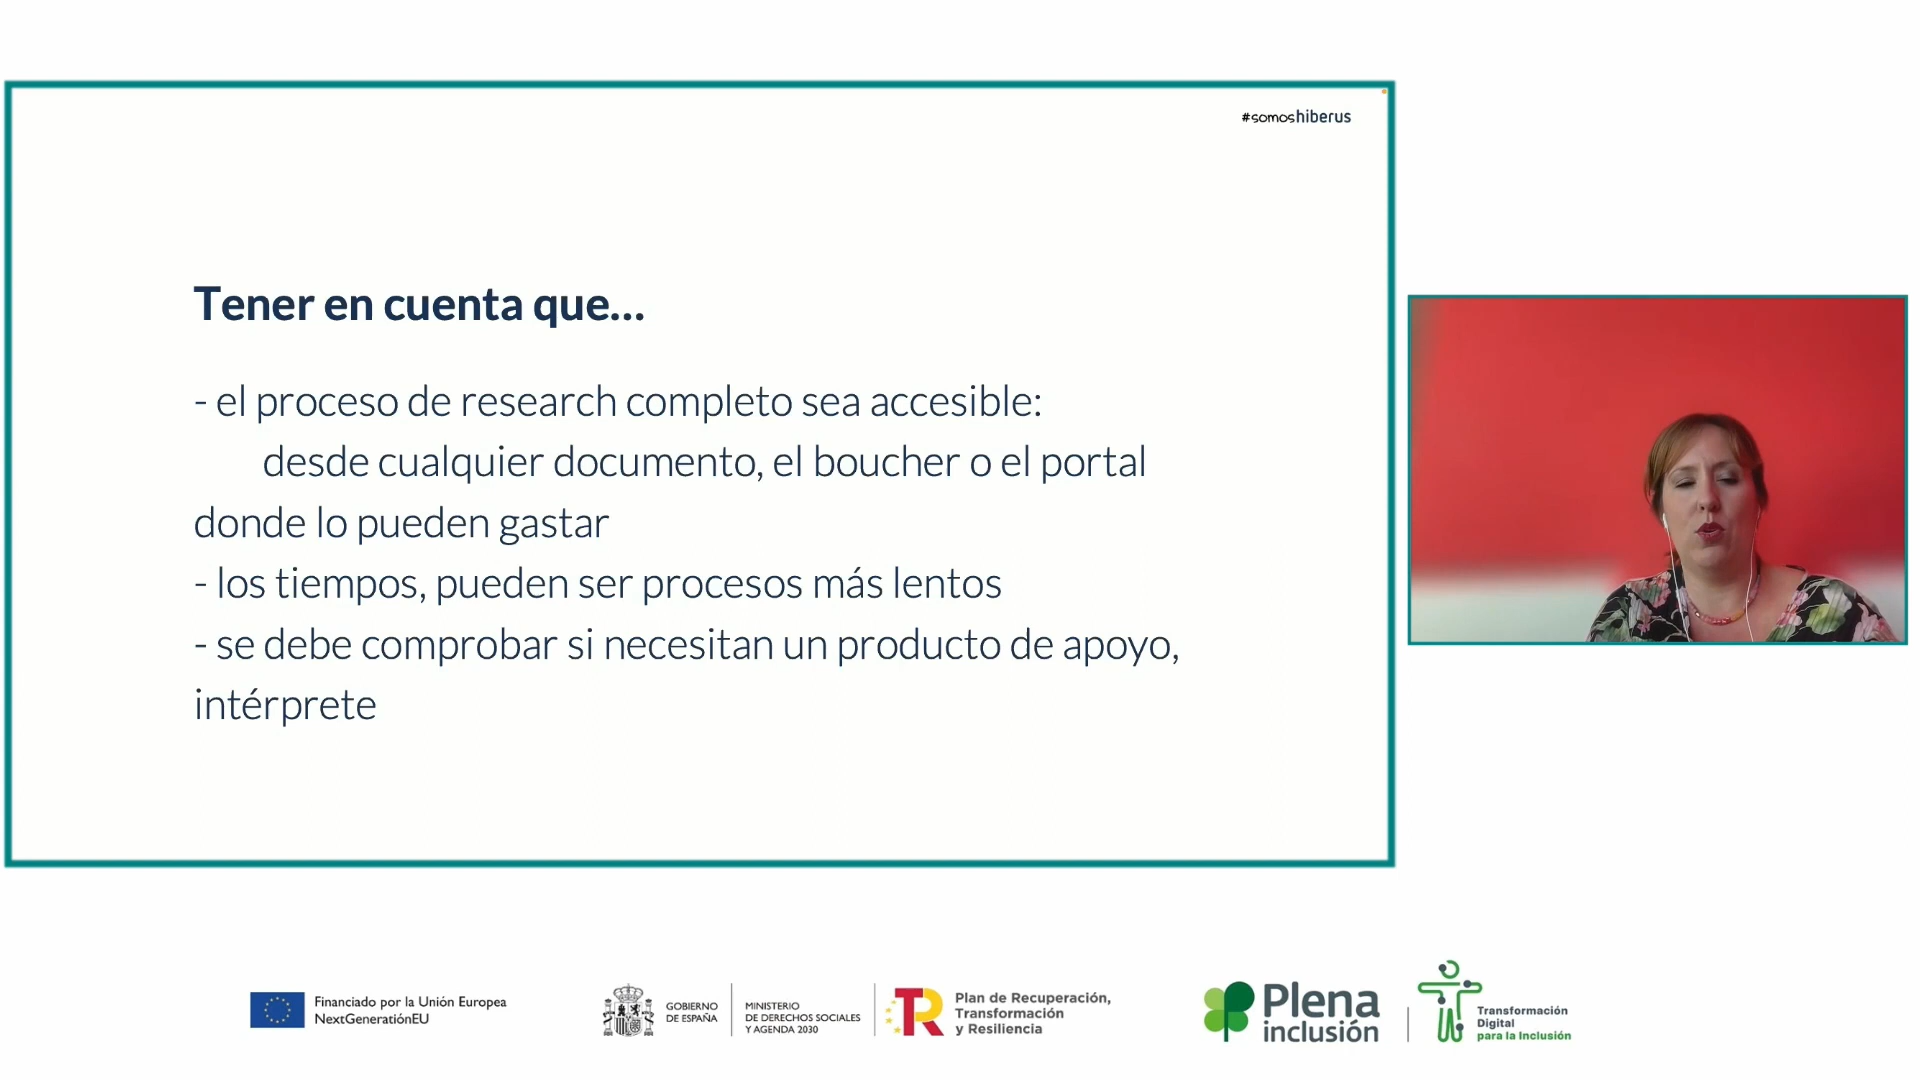 #somoshiberus
Tener en cuenta que...
- el proceso de research completo sea accesible:
desde cualquier documento, el boucher o el portal
donde lo pueden gastar
- los tiempos, pueden ser procesos más lentos
- se debe comprobar si necesitan un producto de apoyo,
intérprete
Financiado por la Unión Europea
NextGenerationEU
GOBIERNO
DE ESPAÑA
MINISTERIO
DE DERECHOS SOCIALES
Y AGENDA 2030
TR
Plan de Recuperación,
Transformación
y Resiliencia
Plena
inclusión
Transformación
Digital
para la Inclusión